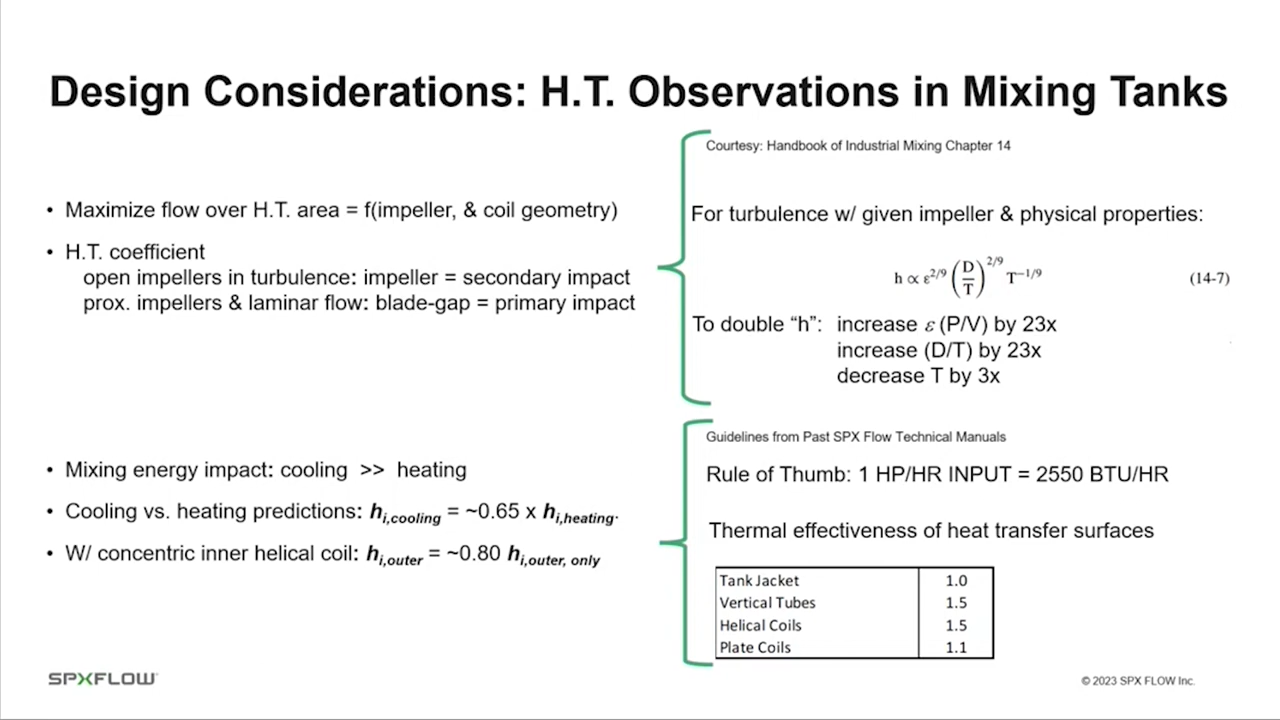 Design Considerations: H.T. Observations in Mixing Tanks
• Maximize flow over H.T. area = f(impeller, & coil geometry)
• H.T. coefficient
open impellers in turbulence: impeller = secondary impact
prox. impellers & laminar flow: blade-gap = primary impact
Courtesy: Handbook of Industrial Mixing Chapter 14
For turbulence w/ given impeller & physical properties:
h ∝ ε^2/9 (D/T)^2/9 T^−1/9 (14-7)
To double “h”: increase ε (P/V) by 23x
increase (D/T) by 23x
decrease T by 3x
• Mixing energy impact: cooling >> heating
• Cooling vs. heating predictions: h_i,cooling = ~0.65 x h_i,heating.
• W/ concentric inner helical coil: h_i,outer = ~0.80 h_i,outer, only
Guidelines from Past SPX Flow Technical Manuals
Rule of Thumb: 1 HP/HR INPUT = 2550 BTU/HR
Thermal effectiveness of heat transfer surfaces
Tank Jacket 1.0
Vertical Tubes 1.5
Helical Coils 1.5
Plate Coils 1.1
SPXFLOW
© 2023 SPX FLOW Inc.